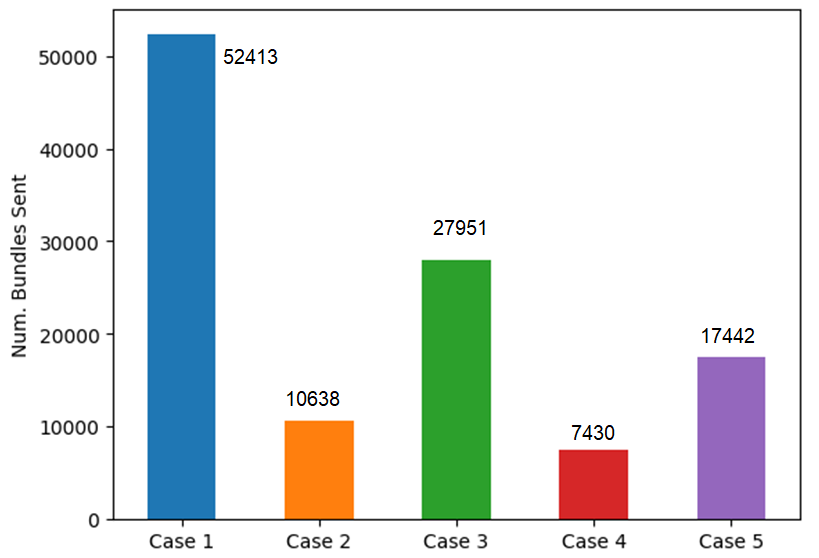 Num. Bundles Sent
50000
40000
30000
20000
10000
0
52413
10638
27951
7430
17442
Case 1
Case 2
Case 3
Case 4
Case 5